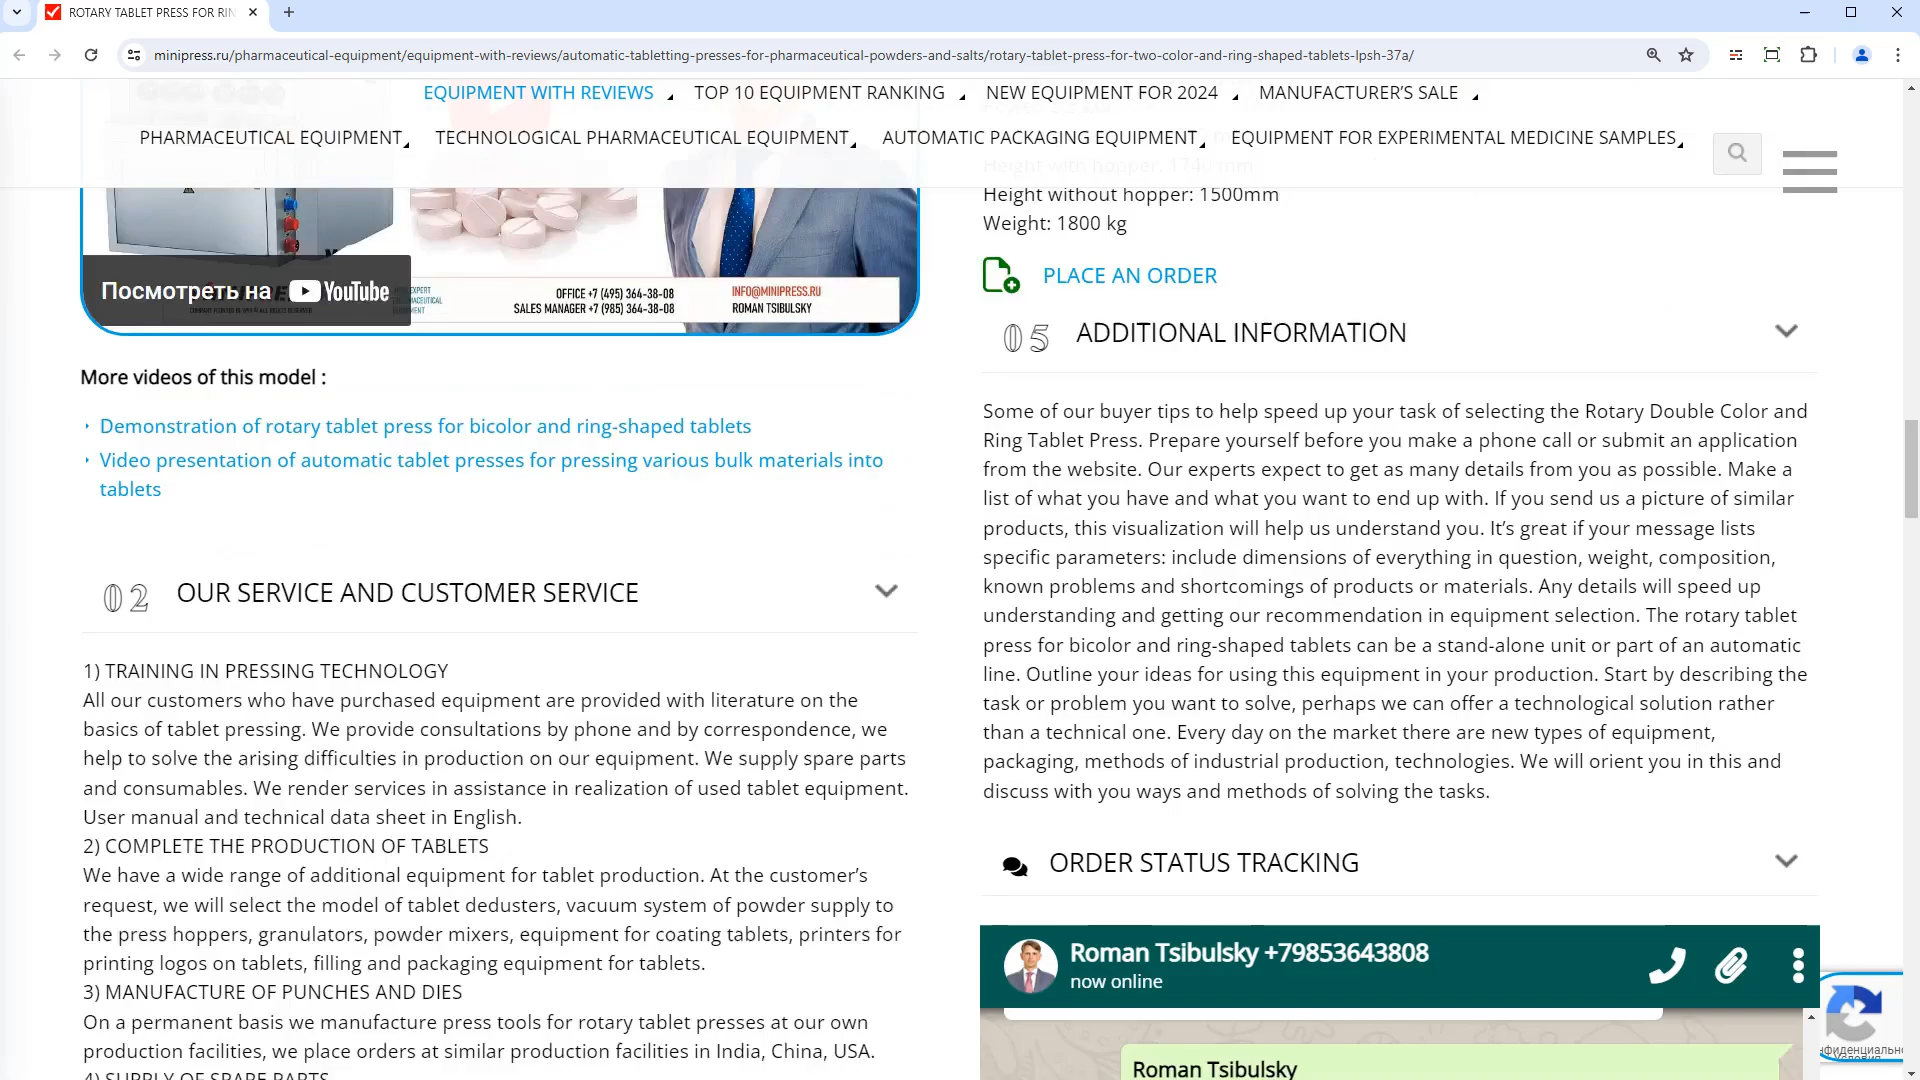 ROTARY TABLET PRESS FOR RIN
minipress.ru/pharmaceutical-equipment/equipment-with-reviews/automatic-tabletting-presses-for-pharmaceutical-powders-and-salts/rotary-tablet-press-for-two-color-and-ring-shaped-tablets-lpsh-37a/
EQUIPMENT WITH REVIEWS TOP 10 EQUIPMENT RANKING NEW EQUIPMENT FOR 2024 MANUFACTURER'S SALE
PHARMACEUTICAL EQUIPMENT TECHNOLOGICAL PHARMACEUTICAL EQUIPMENT AUTOMATIC PACKAGING EQUIPMENT EQUIPMENT FOR EXPERIMENTAL MEDICINE SAMPLES
Посмотреть на YouTube
OFFICE +7 (495) 364-38-08
SALES MANAGER +7 (985) 364-38-08
INFO@MINIPRESS.RU
ROMAN TSIBULSKY
More videos of this model :
Demonstration of rotary tablet press for bicolor and ring-shaped tablets
Video presentation of automatic tablet presses for pressing various bulk materials into
tablets
02 OUR SERVICE AND CUSTOMER SERVICE
1) TRAINING IN PRESSING TECHNOLOGY
All our customers who have purchased equipment are provided with literature on the
basics of tablet pressing. We provide consultations by phone and by correspondence, we
help to solve the arising difficulties in production on our equipment. We supply spare parts
and consumables. We render services in assistance in realization of used tablet equipment.
User manual and technical data sheet in English.
2) COMPLETE THE PRODUCTION OF TABLETS
We have a wide range of additional equipment for tablet production. At the customer's
request, we will select the model of tablet dedusters, vacuum system of powder supply to
the press hoppers, granulators, powder mixers, equipment for coating tablets, printers for
printing logos on tablets, filling and packaging equipment for tablets.
3) MANUFACTURE OF PUNCHES AND DIES
On a permanent basis we manufacture press tools for rotary tablet presses at our own
production facilities, we place orders at similar production facilities in India, China, USA.
4) SUPPLY OF SPARE PARTS
Height with hopper: 1740 mm
Height without hopper: 1500mm
Weight: 1800 kg
PLACE AN ORDER
05 ADDITIONAL INFORMATION
Some of our buyer tips to help speed up your task of selecting the Rotary Double Color and
Ring Tablet Press. Prepare yourself before you make a phone call or submit an application
from the website. Our experts expect to get as many details from you as possible. Make a
list of what you have and what you want to end up with. If you send us a picture of similar
products, this visualization will help us understand you. It's great if your message lists
specific parameters: include dimensions of everything in question, weight, composition,
known problems and shortcomings of products or materials. Any details will speed up
understanding and getting our recommendation in equipment selection. The rotary tablet
press for bicolor and ring-shaped tablets can be a stand-alone unit or part of an automatic
line. Outline your ideas for using this equipment in your production. Start by describing the
task or problem you want to solve, perhaps we can offer a technological solution rather
than a technical one. Every day on the market there are new types of equipment,
packaging, methods of industrial production, technologies. We will orient you in this and
discuss with you ways and methods of solving the tasks.
ORDER STATUS TRACKING
Roman Tsibulsky +79853643808
now online
Roman Tsibulsky